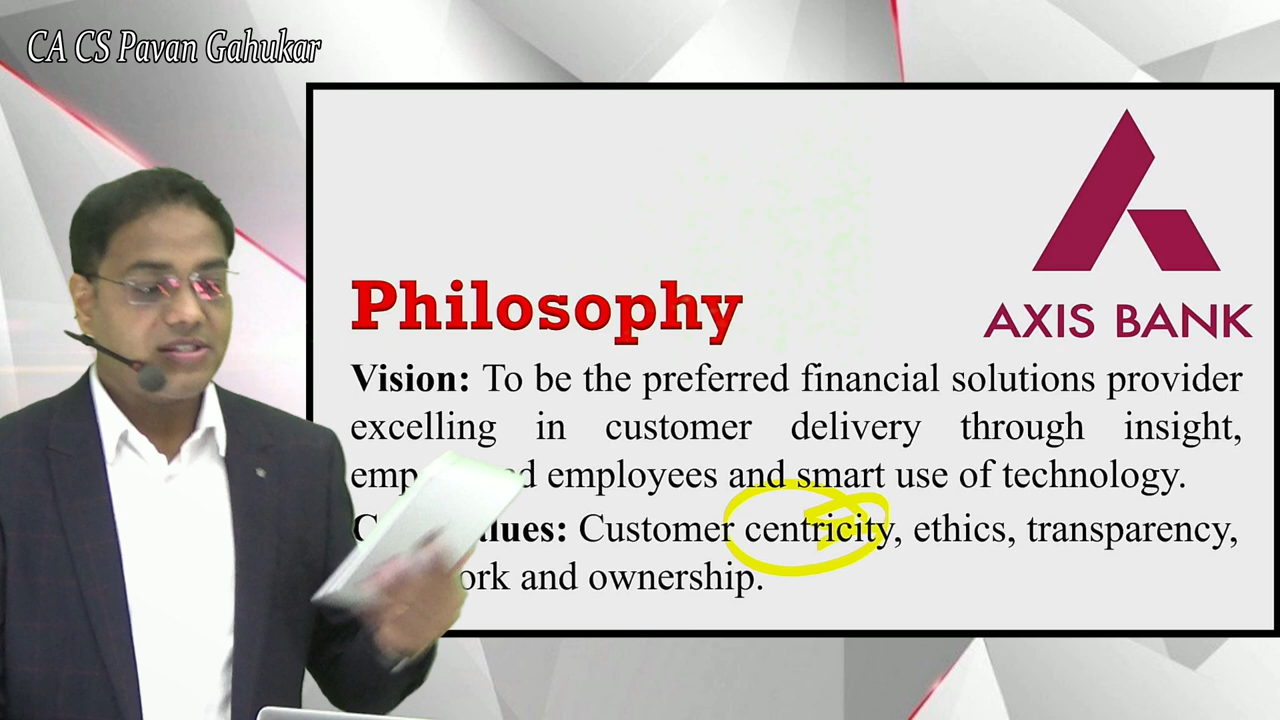 CA CS Pavan Gahukar
AXIS BANK
Philosophy
Vision: To be the preferred financial solutions provider
excelling in customer delivery through insight,
employees and smart use of technology.
Customer centricity, ethics, transparency,
and ownership.